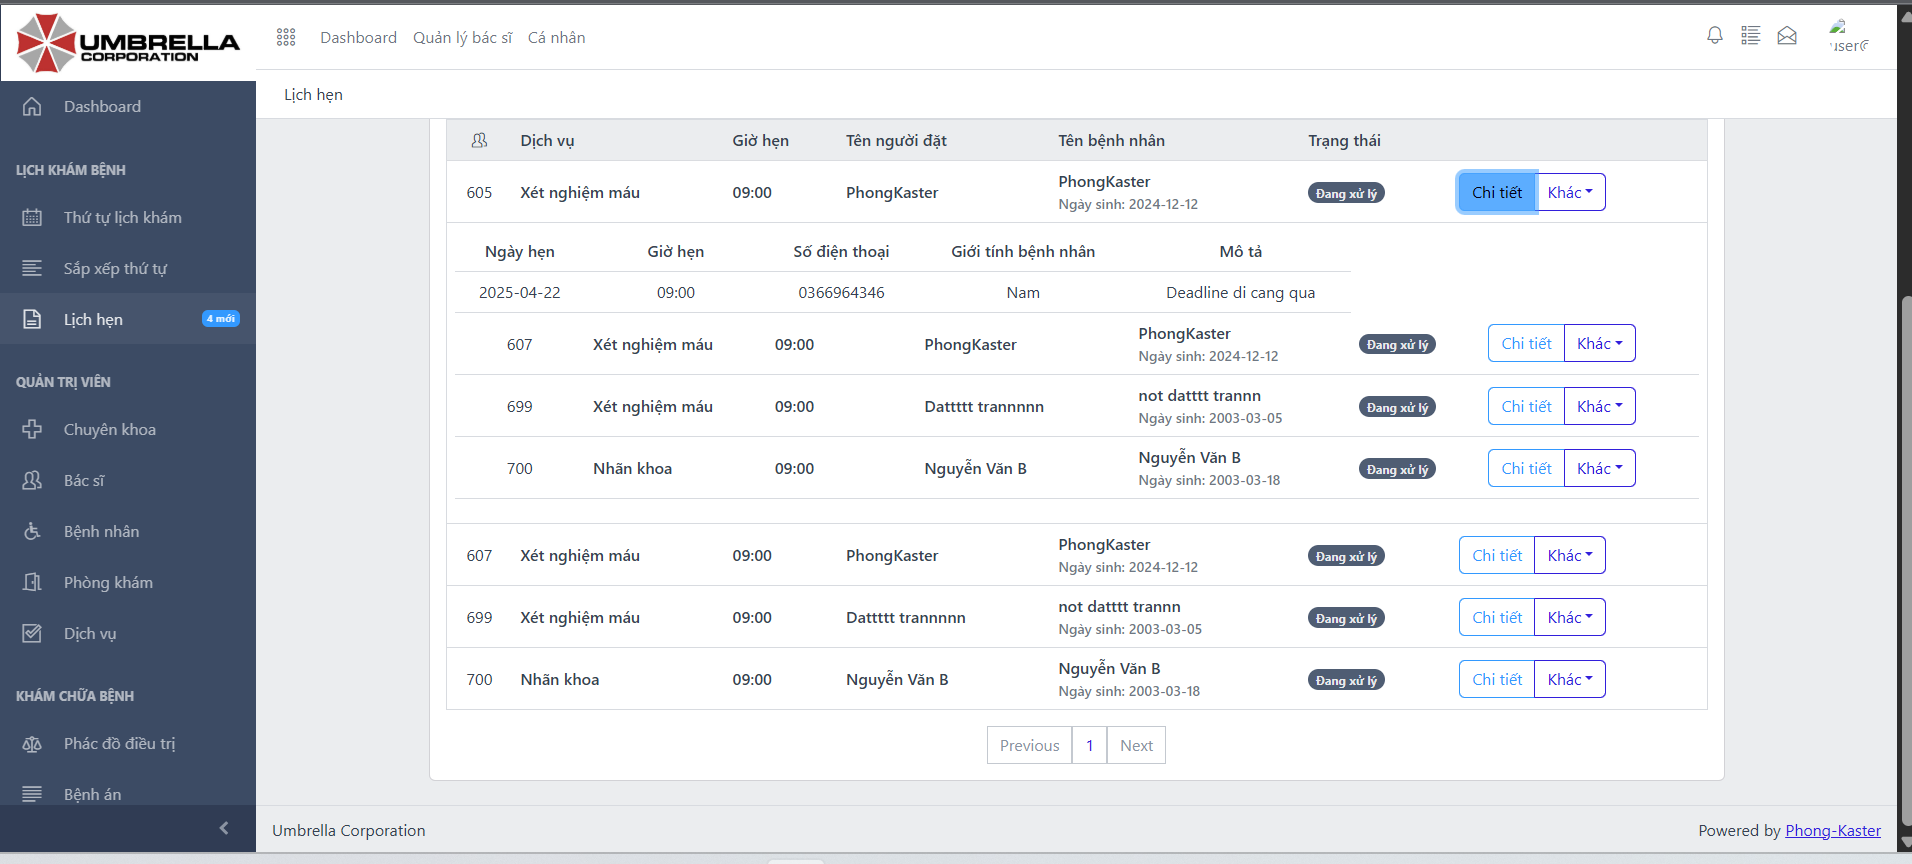 UMBRELLA
CORPORATION
Dashboard Quản lý bác sĩ Cá nhân
user@
Dashboard
LỊCH KHÁM BỆNH
Thứ tự lịch khám
Sắp xếp thứ tự
Lịch hẹn 4 mới
QUẢN TRỊ VIÊN
Chuyên khoa
Bác sĩ
Bệnh nhân
Phòng khám
Dịch vụ
KHÁM CHỮA BỆNH
Phác đồ điều trị
Bệnh án
Lịch hẹn
Dịch vụ Giờ hẹn Tên người đặt Tên bệnh nhân Trạng thái
605 Xét nghiệm máu 09:00 PhongKaster PhongKaster Đang xử lý Chi tiết Khác
Ngày sinh: 2024-12-12
Ngày hẹn Giờ hẹn Số điện thoại Giới tính bệnh nhân Mô tả
2025-04-22 09:00 0366964346 Nam Deadline di cang qua
607 Xét nghiệm máu 09:00 PhongKaster PhongKaster Đang xử lý Chi tiết Khác
Ngày sinh: 2024-12-12
699 Xét nghiệm máu 09:00 Dattttt trannnnn not datttt trannn Đang xử lý Chi tiết Khác
Ngày sinh: 2003-03-05
700 Nhãn khoa 09:00 Nguyễn Văn B Nguyễn Văn B Đang xử lý Chi tiết Khác
Ngày sinh: 2003-03-18
607 Xét nghiệm máu 09:00 PhongKaster PhongKaster Đang xử lý Chi tiết Khác
Ngày sinh: 2024-12-12
699 Xét nghiệm máu 09:00 Dattttt trannnnn not datttt trannn Đang xử lý Chi tiết Khác
Ngày sinh: 2003-03-05
700 Nhãn khoa 09:00 Nguyễn Văn B Nguyễn Văn B Đang xử lý Chi tiết Khác
Ngày sinh: 2003-03-18
Previous 1 Next
Umbrella Corporation Powered by Phong-Kaster